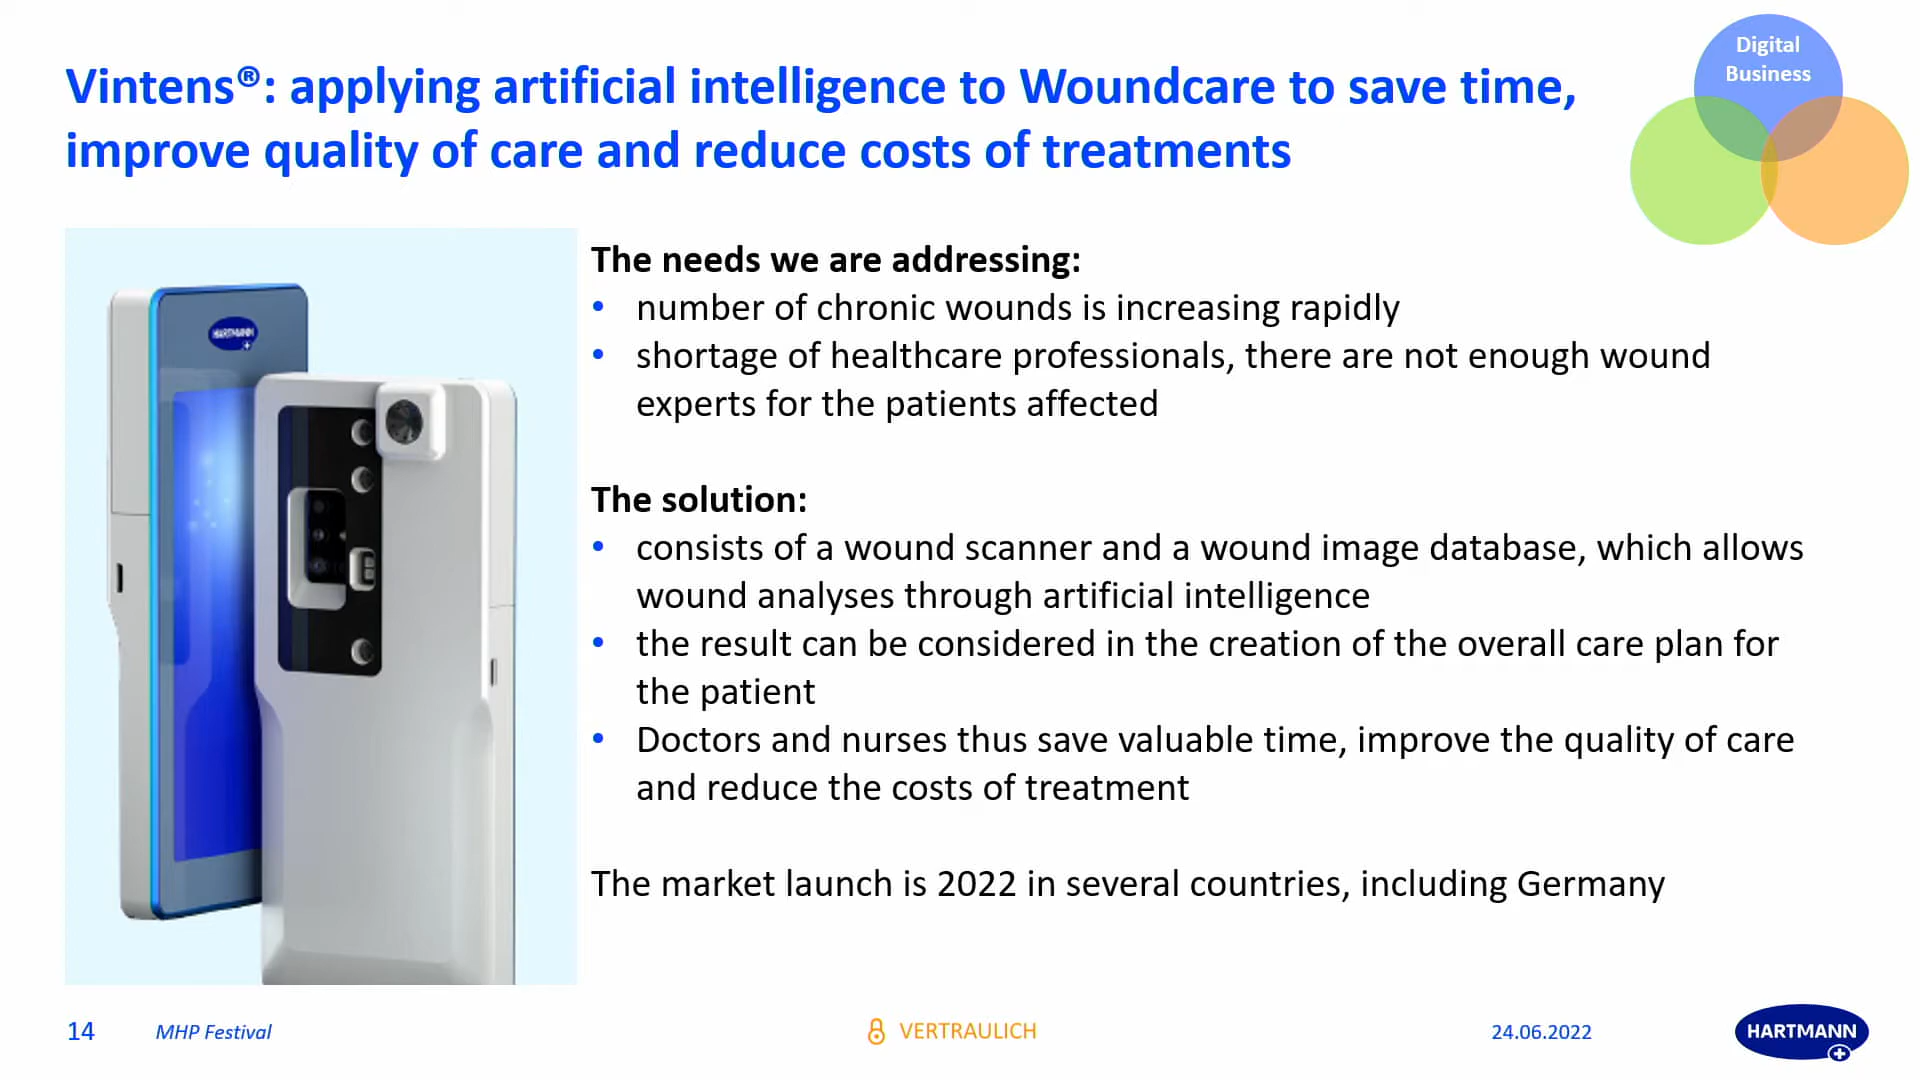 Vintens®: applying artificial intelligence to Woundcare to save time,
improve quality of care and reduce costs of treatments
Digital
Business
HARTMANN
The needs we are addressing:
• number of chronic wounds is increasing rapidly
• shortage of healthcare professionals, there are not enough wound
experts for the patients affected
The solution:
• consists of a wound scanner and a wound image database, which allows
wound analyses through artificial intelligence
• the result can be considered in the creation of the overall care plan for
the patient
• Doctors and nurses thus save valuable time, improve the quality of care
and reduce the costs of treatment
The market launch is 2022 in several countries, including Germany
14 MHP Festival VERTRAULICH 24.06.2022 HARTMANN